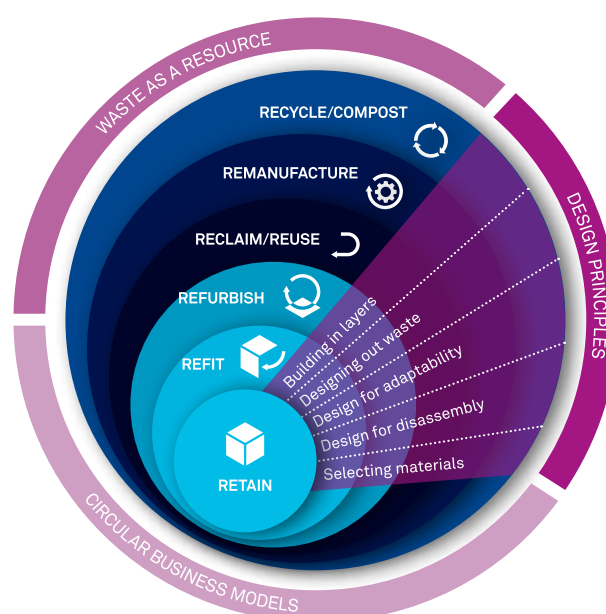 WASTE AS A RESOURCE
RECYCLE/COMPOST
REMANUFACTURE
RECLAIM/REUSE
REFURBISH
REFIT
RETAIN
DESIGN PRINCIPLES
Building in layers
Designing out waste
Design for adaptability
Design for disassembly
Selecting materials
CIRCULAR BUSINESS MODELS